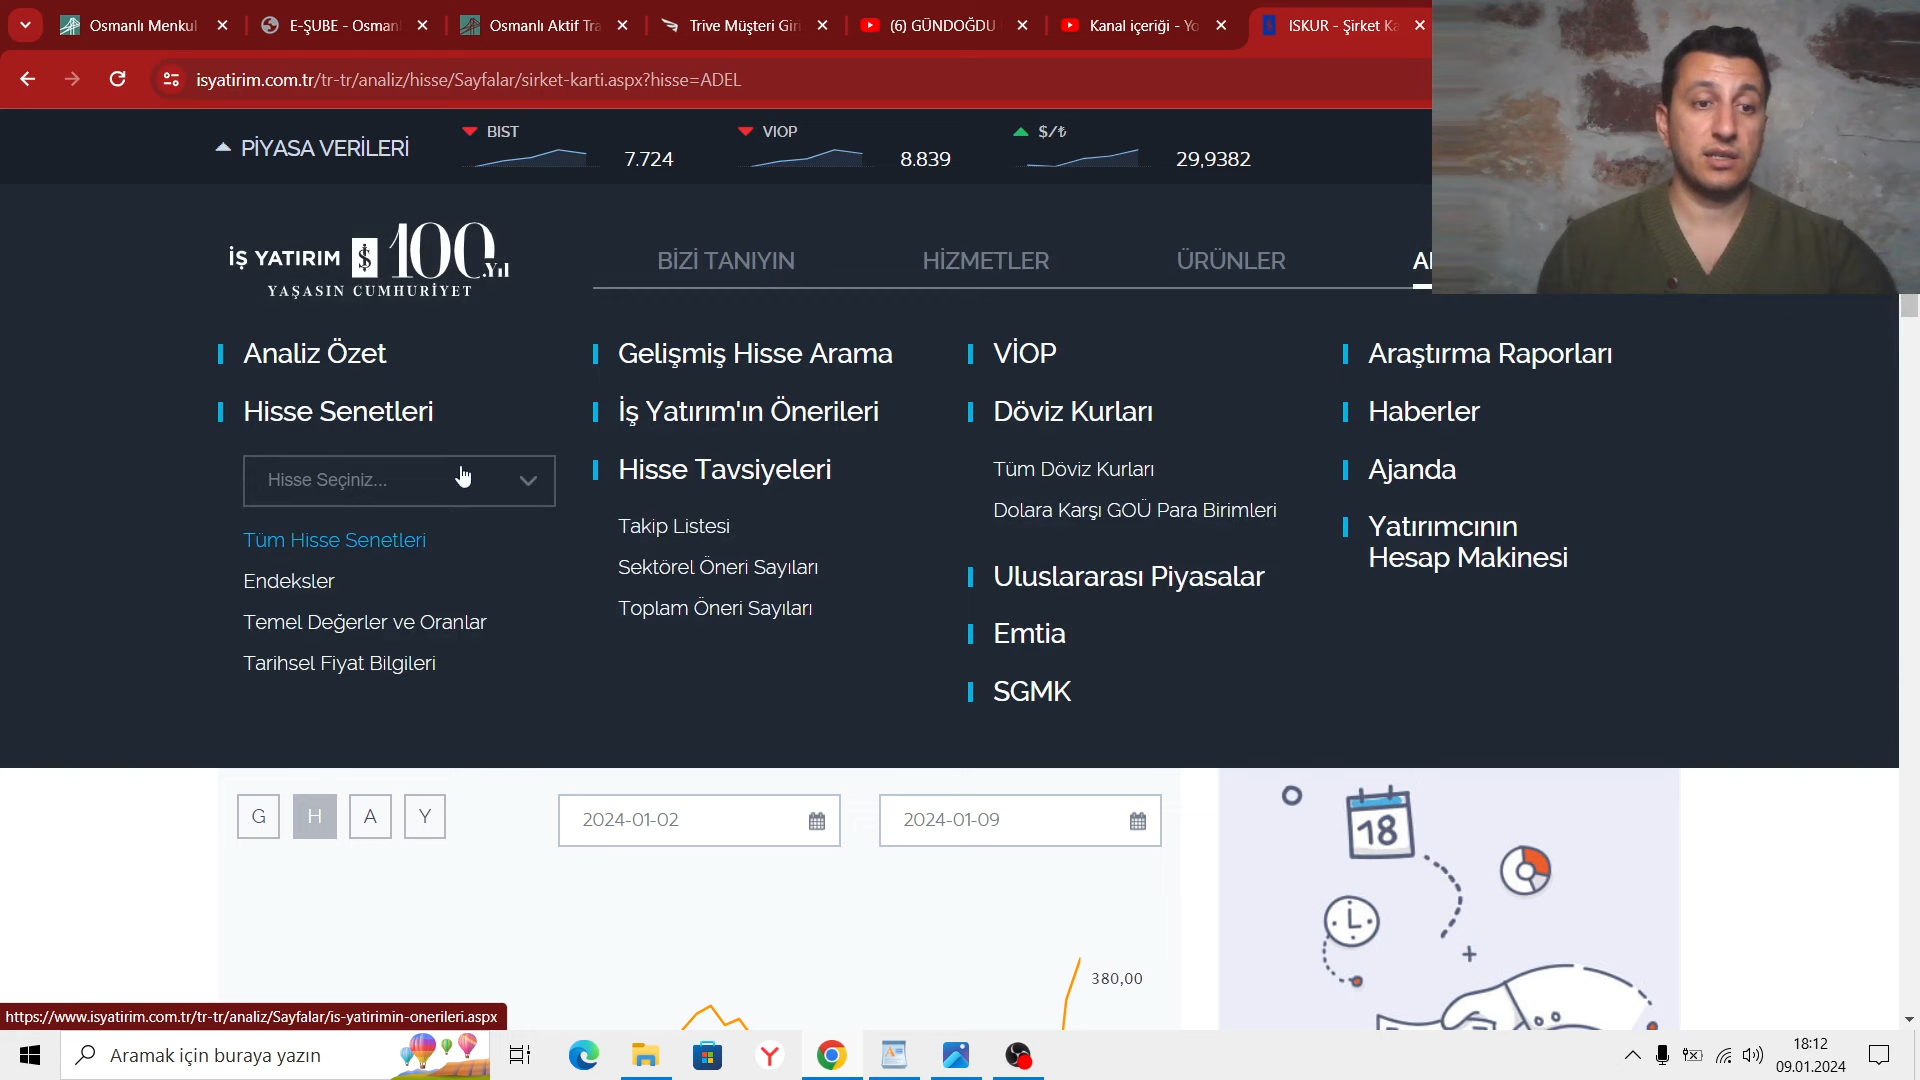 Osmanlı Menkul
E-ŞUBE - Osmanl
Osmanlı Aktif Tra
Trive Müşteri Giri
(6) GÜNDOĞDU
Kanal içeriği - Yo
ISKUR - Şirket Ka
isyatirim.com.tr/tr-tr/analiz/hisse/Sayfalar/sirket-karti.aspx?hisse=ADEL
PİYASA VERİLERİ
BIST
7.724
VIOP
8.839
$/₺
29,9382
İŞ YATIRIM
100.Yıl
YAŞASIN CUMHURİYET
BİZİ TANIYIN
HİZMETLER
ÜRÜNLER
Analiz Özet
Hisse Senetleri
Hisse Seçiniz...
Tüm Hisse Senetleri
Endeksler
Temel Değerler ve Oranlar
Tarihsel Fiyat Bilgileri
Gelişmiş Hisse Arama
İş Yatırım'ın Önerileri
Hisse Tavsiyeleri
Takip Listesi
Sektörel Öneri Sayıları
Toplam Öneri Sayıları
VİOP
Döviz Kurları
Tüm Döviz Kurları
Dolara Karşı GOÜ Para Birimleri
Uluslararası Piyasalar
Emtia
SGMK
Araştırma Raporları
Haberler
Ajanda
Yatırımcının
Hesap Makinesi
G
H
A
Y
2024-01-02
2024-01-09
18
380,00
https://www.isyatirim.com.tr/tr-tr/analiz/Sayfalar/is-yatirimin-onerileri.aspx
Aramak için buraya yazın
18:12
09.01.2024